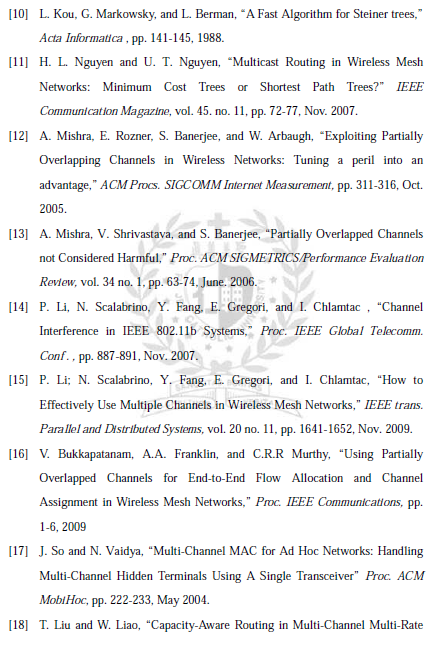 [10] L. Kou, G. Markowsky, and L. Berman, “A Fast Algorithm for Steiner trees,”
Acta Informatica , pp. 141-145, 1988.
[11] H. L. Nguyen and U. T. Nguyen, “Multicast Routing in Wireless Mesh
Networks: Minimum Cost Trees or Shortest Path Trees?” IEEE
Communication Magazine, vol. 45. no. 11, pp. 72-77, Nov. 2007.
[12] A. Mishra, E. Rozner, S. Banerjee, and W. Arbaugh, “Exploiting Partially
Overlapping Channels in Wireless Networks: Tuning a peril into an
advantage,” ACM Procs. SIGCOMM Internet Measurement, pp. 311-316, Oct.
2005.
[13] A. Mishra, V. Shrivastava, and S. Banerjee, “Partially Overlapped Channels
not Considered Harmful,” Proc. ACM SIGMETRICS/Performance Evaluation
Review, vol. 34 no. 1, pp. 63-74, June. 2006.
[14] P. Li, N. Scalabrino, Y. Fang, E. Gregori, and I. Chlamtac , “Channel
Interference in IEEE 802.11b Systems,” Proc. IEEE Global Telecomm.
Conf. , pp. 887-891, Nov. 2007.
[15] P. Li; N. Scalabrino, Y. Fang, E. Gregori, and I. Chlamtac, “How to
Effectively Use Multiple Channels in Wireless Mesh Networks,” IEEE trans.
Parallel and Distributed Systems, vol. 20 no. 11, pp. 1641-1652, Nov. 2009.
[16] V. Bukkapatanam, A.A. Franklin, and C.R.R Murthy, “Using Partially
Overlapped Channels for End-to-End Flow Allocation and Channel
Assignment in Wireless Mesh Networks,” Proc. IEEE Communications, pp.
1-6, 2009
[17] J. So and N. Vaidya, “Multi-Channel MAC for Ad Hoc Networks: Handling
Multi-Channel Hidden Terminals Using A Single Transceiver” Proc. ACM
MobiHoc, pp. 222-233, May 2004.
[18] T. Liu and W. Liao, “Capacity-Aware Routing in Multi-Channel Multi-Rate